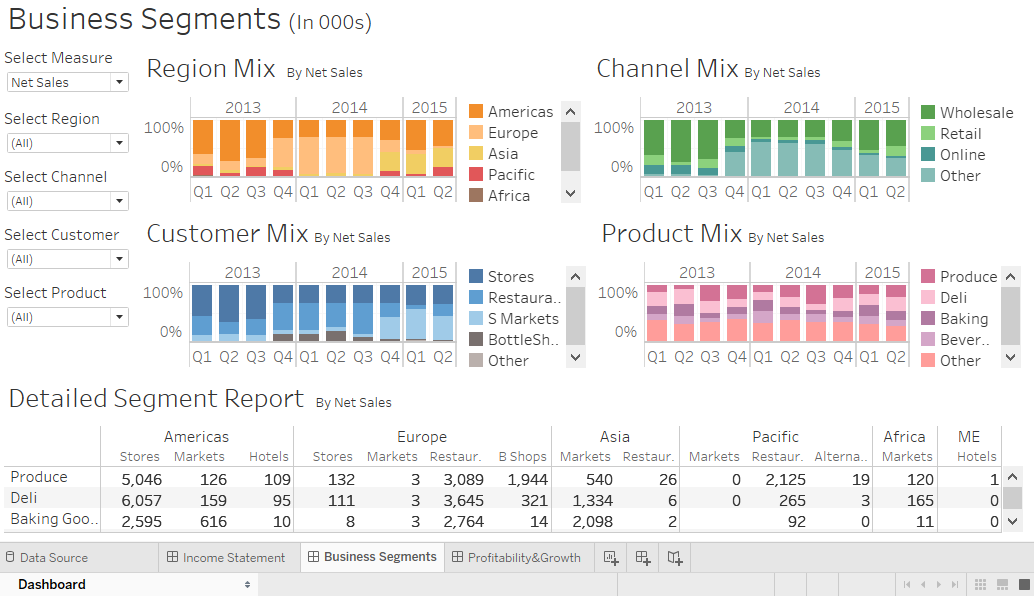 Business Segments (In 000s)
Select Measure
Net Sales
Select Region
(All)
Select Channel
(All)
Select Customer
(All)
Select Product
(All)
Region Mix By Net Sales
2013 2014 2015
100%
0%
Q1 Q2 Q3 Q4 Q1 Q2 Q3 Q4 Q1 Q2
Americas
Europe
Asia
Pacific
Africa
Channel Mix By Net Sales
2013 2014 2015
100%
0%
Q1 Q2 Q3 Q4 Q1 Q2 Q3 Q4 Q1 Q2
Wholesale
Retail
Online
Other
Customer Mix By Net Sales
2013 2014 2015
100%
0%
Q1 Q2 Q3 Q4 Q1 Q2 Q3 Q4 Q1 Q2
Stores
Restaura..
S Markets
BottleSh..
Other
Product Mix By Net Sales
2013 2014 2015
100%
0%
Q1 Q2 Q3 Q4 Q1 Q2 Q3 Q4 Q1 Q2
Produce
Deli
Baking
Bever..
Other
Detailed Segment Report By Net Sales
Americas Europe Asia Pacific Africa ME
Stores Markets Hotels Stores Markets Restaur. B Shops Markets Restaur. Markets Restaur. Alterna.. Markets Hotels
Produce 5,046 126 109 132 3 3,089 1,944 540 26 0 2,125 19 120 1
Deli 6,057 159 95 111 3 3,645 321 1,334 6 0 265 3 165 0
Baking Goo.. 2,595 616 10 8 3 2,764 14 2,098 2 92 0 11 0
Data Source Income Statement Business Segments Profitability&Growth
Dashboard